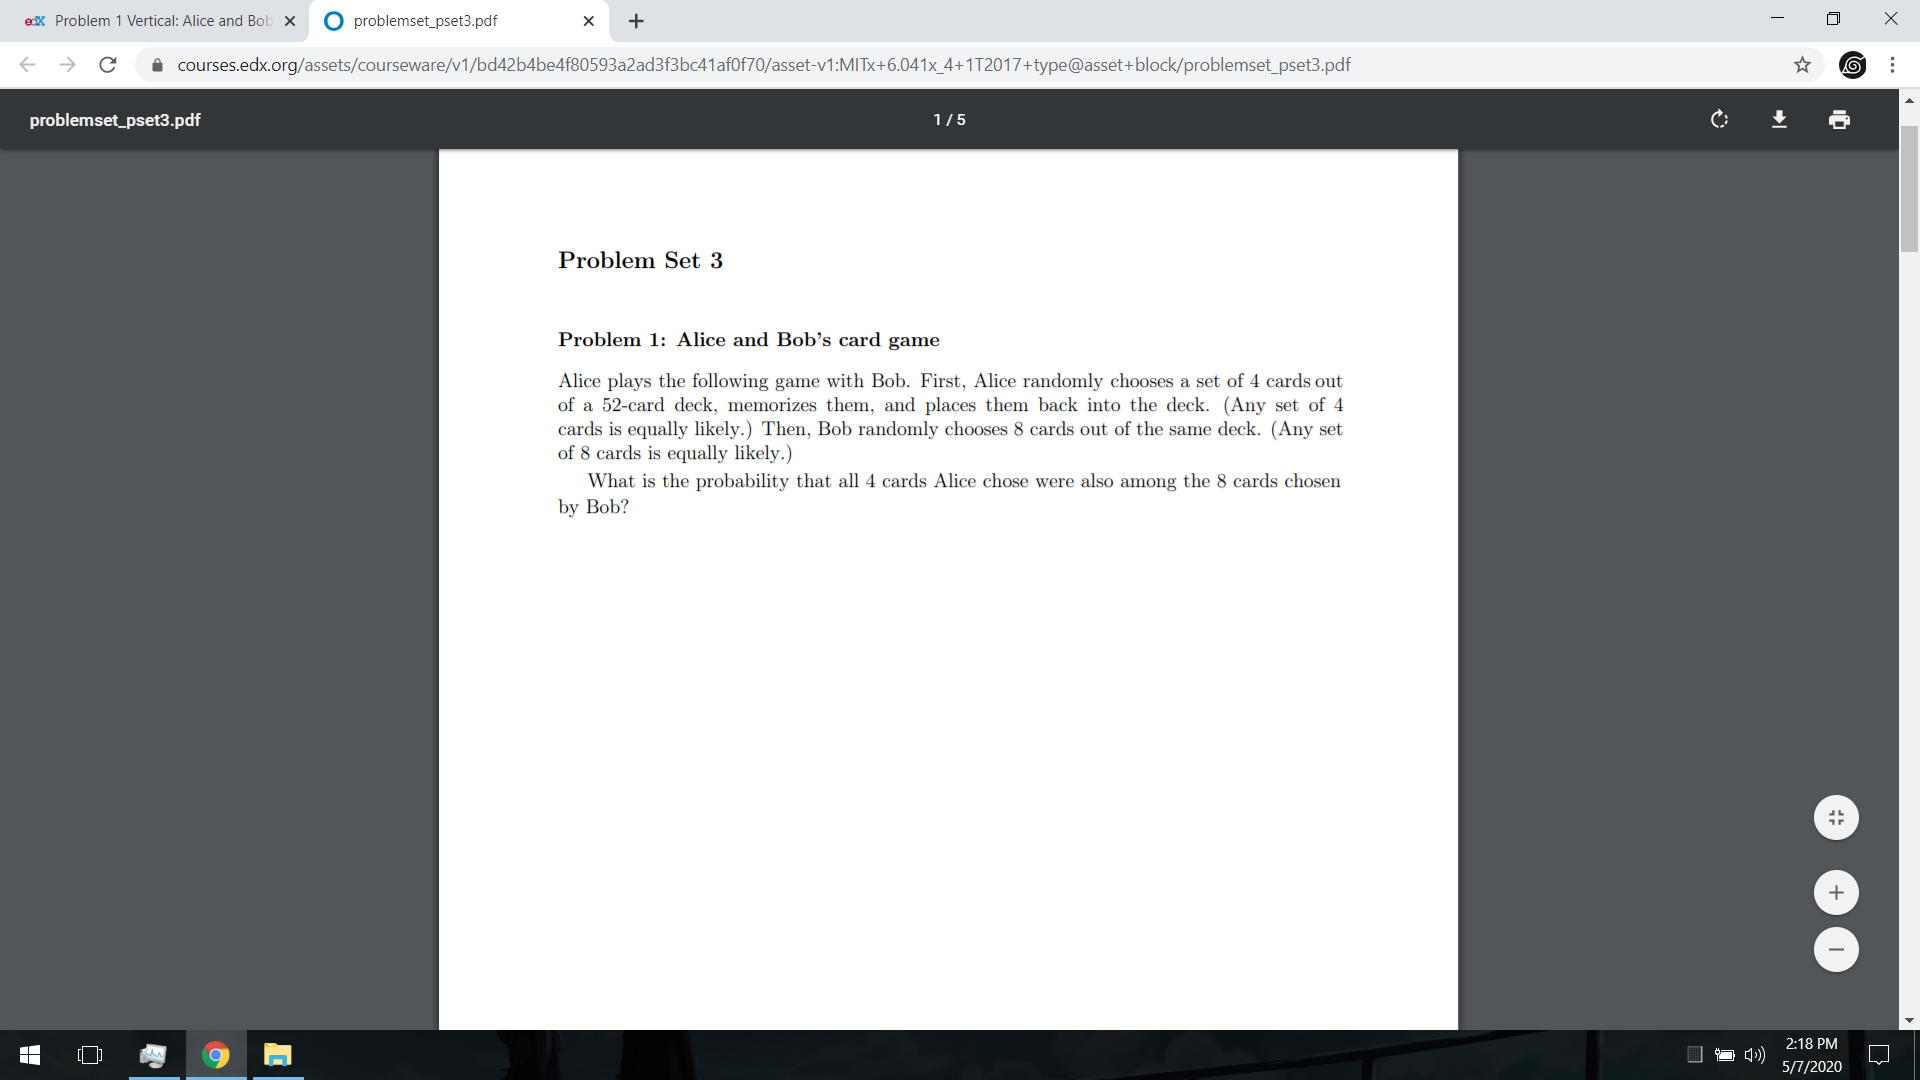 edX Problem 1 Vertical: Alice and Bob
problemset_pset3.pdf
courses.edx.org/assets/courseware/v1/bd42b4be4f80593a2ad3f3bc41af0f70/asset-v1:MITx+6.041x_4+1T2017+type@asset+block/problemset_pset3.pdf
problemset_pset3.pdf
1 / 5
Problem Set 3
Problem 1: Alice and Bob's card game
Alice plays the following game with Bob. First, Alice randomly chooses a set of 4 cards out
of a 52-card deck, memorizes them, and places them back into the deck. (Any set of 4
cards is equally likely.) Then, Bob randomly chooses 8 cards out of the same deck. (Any set
of 8 cards is equally likely.)
What is the probability that all 4 cards Alice chose were also among the 8 cards chosen
by Bob?
2:18 PM
5/7/2020